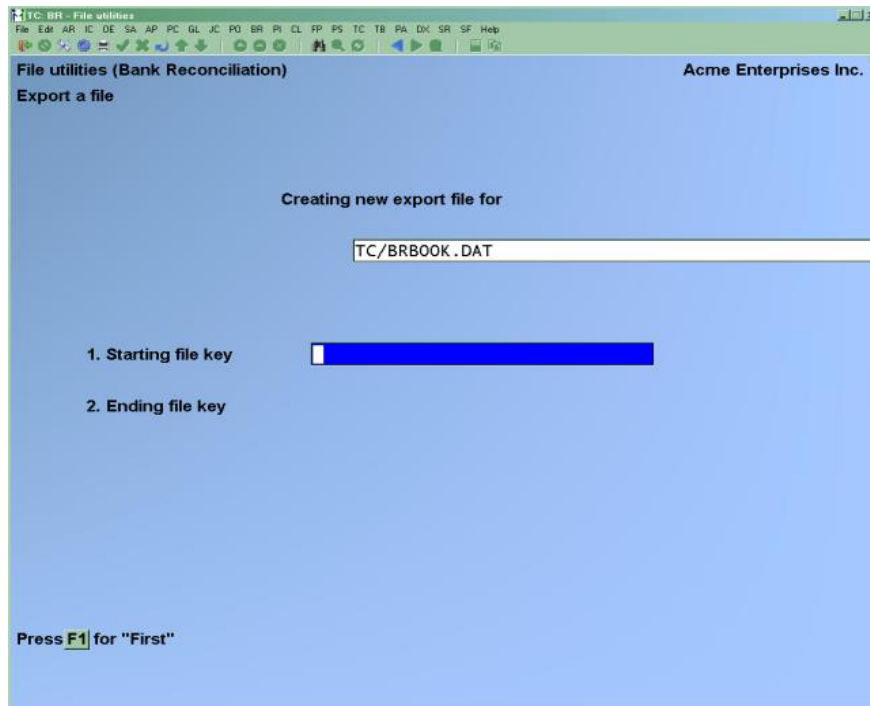 TC: BR - File utilities
File Edit AR IC OE SA AP PC GL JC PO BR PI CL FP PS TC TB PA DX SR SF Help
File utilities (Bank Reconciliation) Acme Enterprises Inc.
Export a file
Creating new export file for
TC/BRBOOK.DAT
1. Starting file key
2. Ending file key
Press F1 for "First"